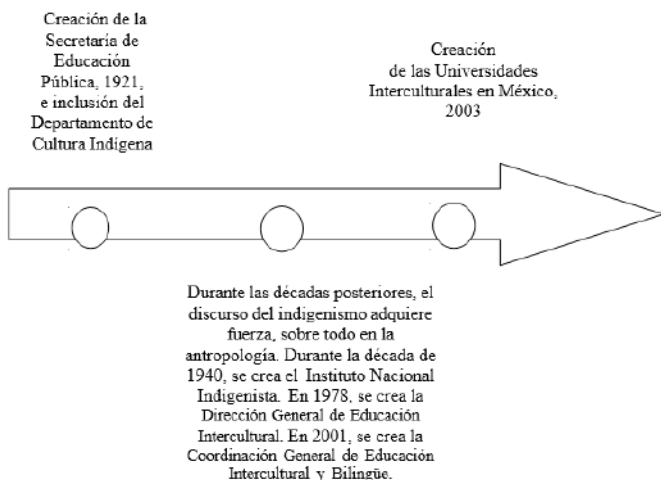 Creación de la
Secretaría de
Educación
Pública, 1921,
e inclusión del
Departamento de
Cultura Indígena
Creación
de las Universidades
Interculturales en México,
2003
Durante las décadas posteriores, el
discurso del indigenismo adquiere
fuerza, sobre todo en la
antropología. Durante la década de
1940, se crea el Instituto Nacional
Indigenista. En 1978, se crea la
Dirección General de Educación
Intercultural. En 2001, se crea la
Coordinación General de Educación
Intercultural y Bilingüe.